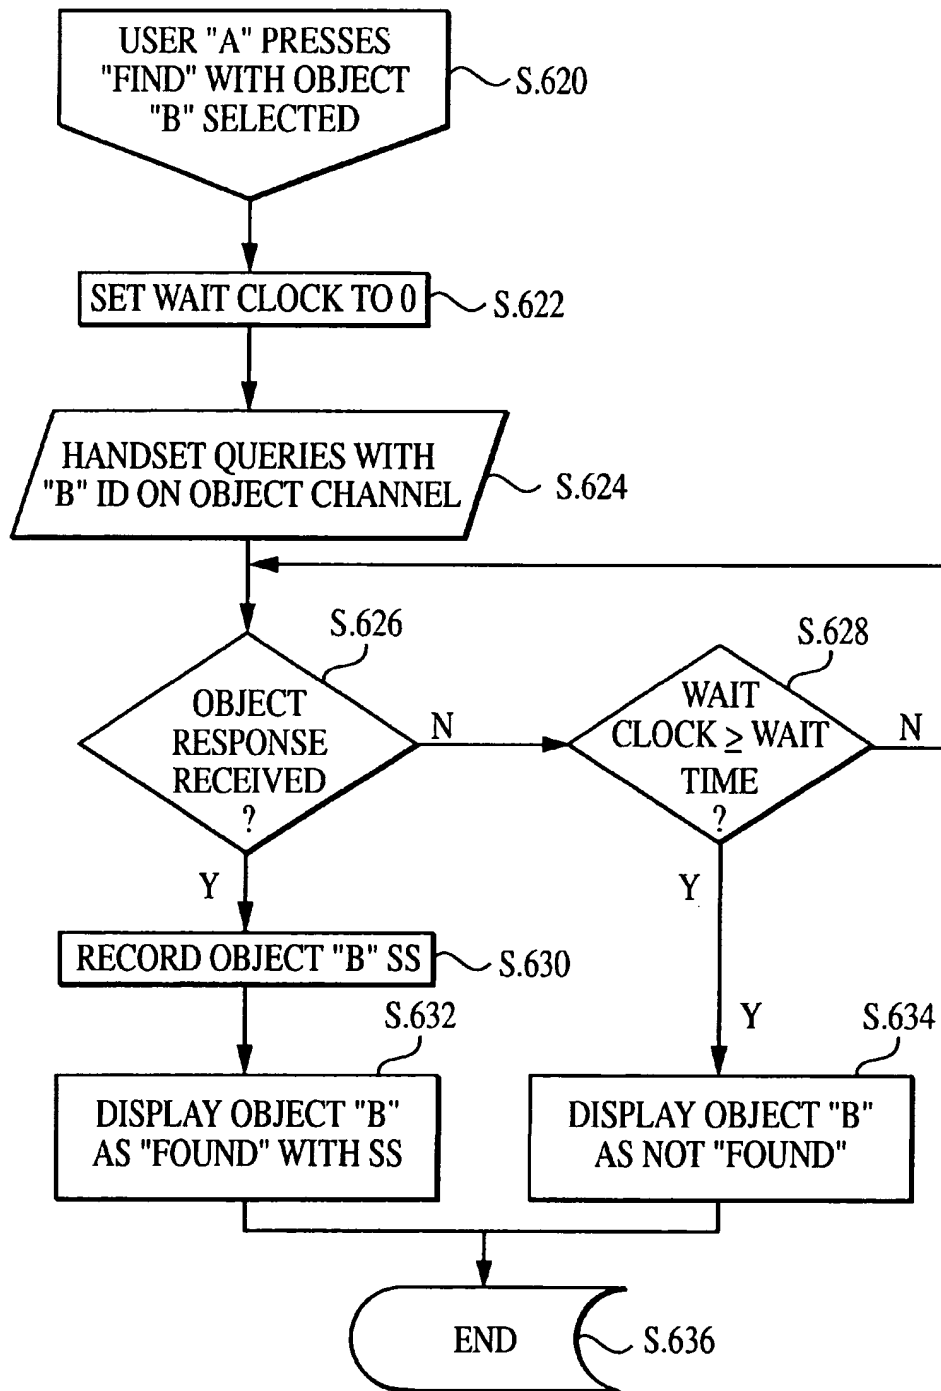 USER "A" PRESSES
"FIND" WITH OBJECT
"B" SELECTED
S.620
SET WAIT CLOCK TO 0
S.622
HANDSET QUERIES WITH
"B" ID ON OBJECT CHANNEL
S.624
S.626
OBJECT
RESPONSE
RECEIVED
?
N
S.628
WAIT
CLOCK ≥ WAIT
TIME
?
N
Y
Y
RECORD OBJECT "B" SS
S.630
S.632
DISPLAY OBJECT "B"
AS "FOUND" WITH SS
Y
S.634
DISPLAY OBJECT "B"
AS NOT "FOUND"
END
S.636